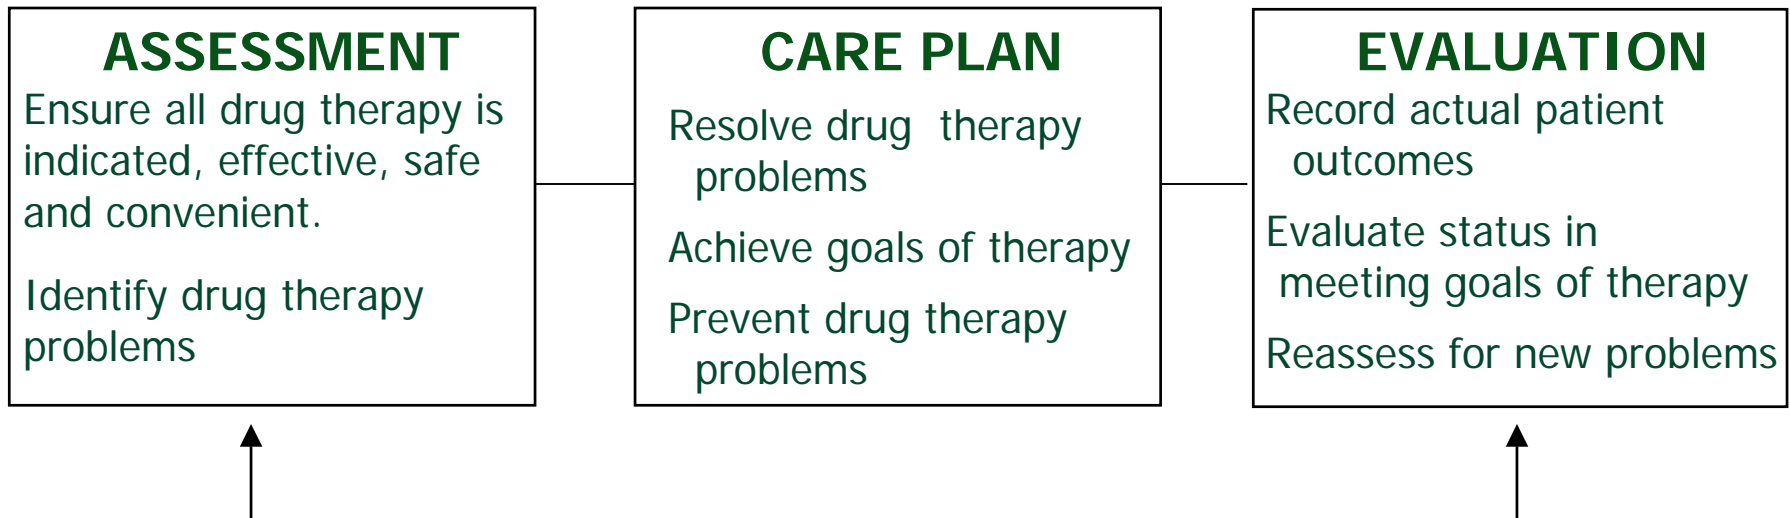 ASSESSMENT
Ensure all drug therapy is
indicated, effective, safe
and convenient.
Identify drug therapy
problems
CARE PLAN
Resolve drug therapy
problems
Achieve goals of therapy
Prevent drug therapy
problems
EVALUATION
Record actual patient
outcomes
Evaluate status in
meeting goals of therapy
Reassess for new problems